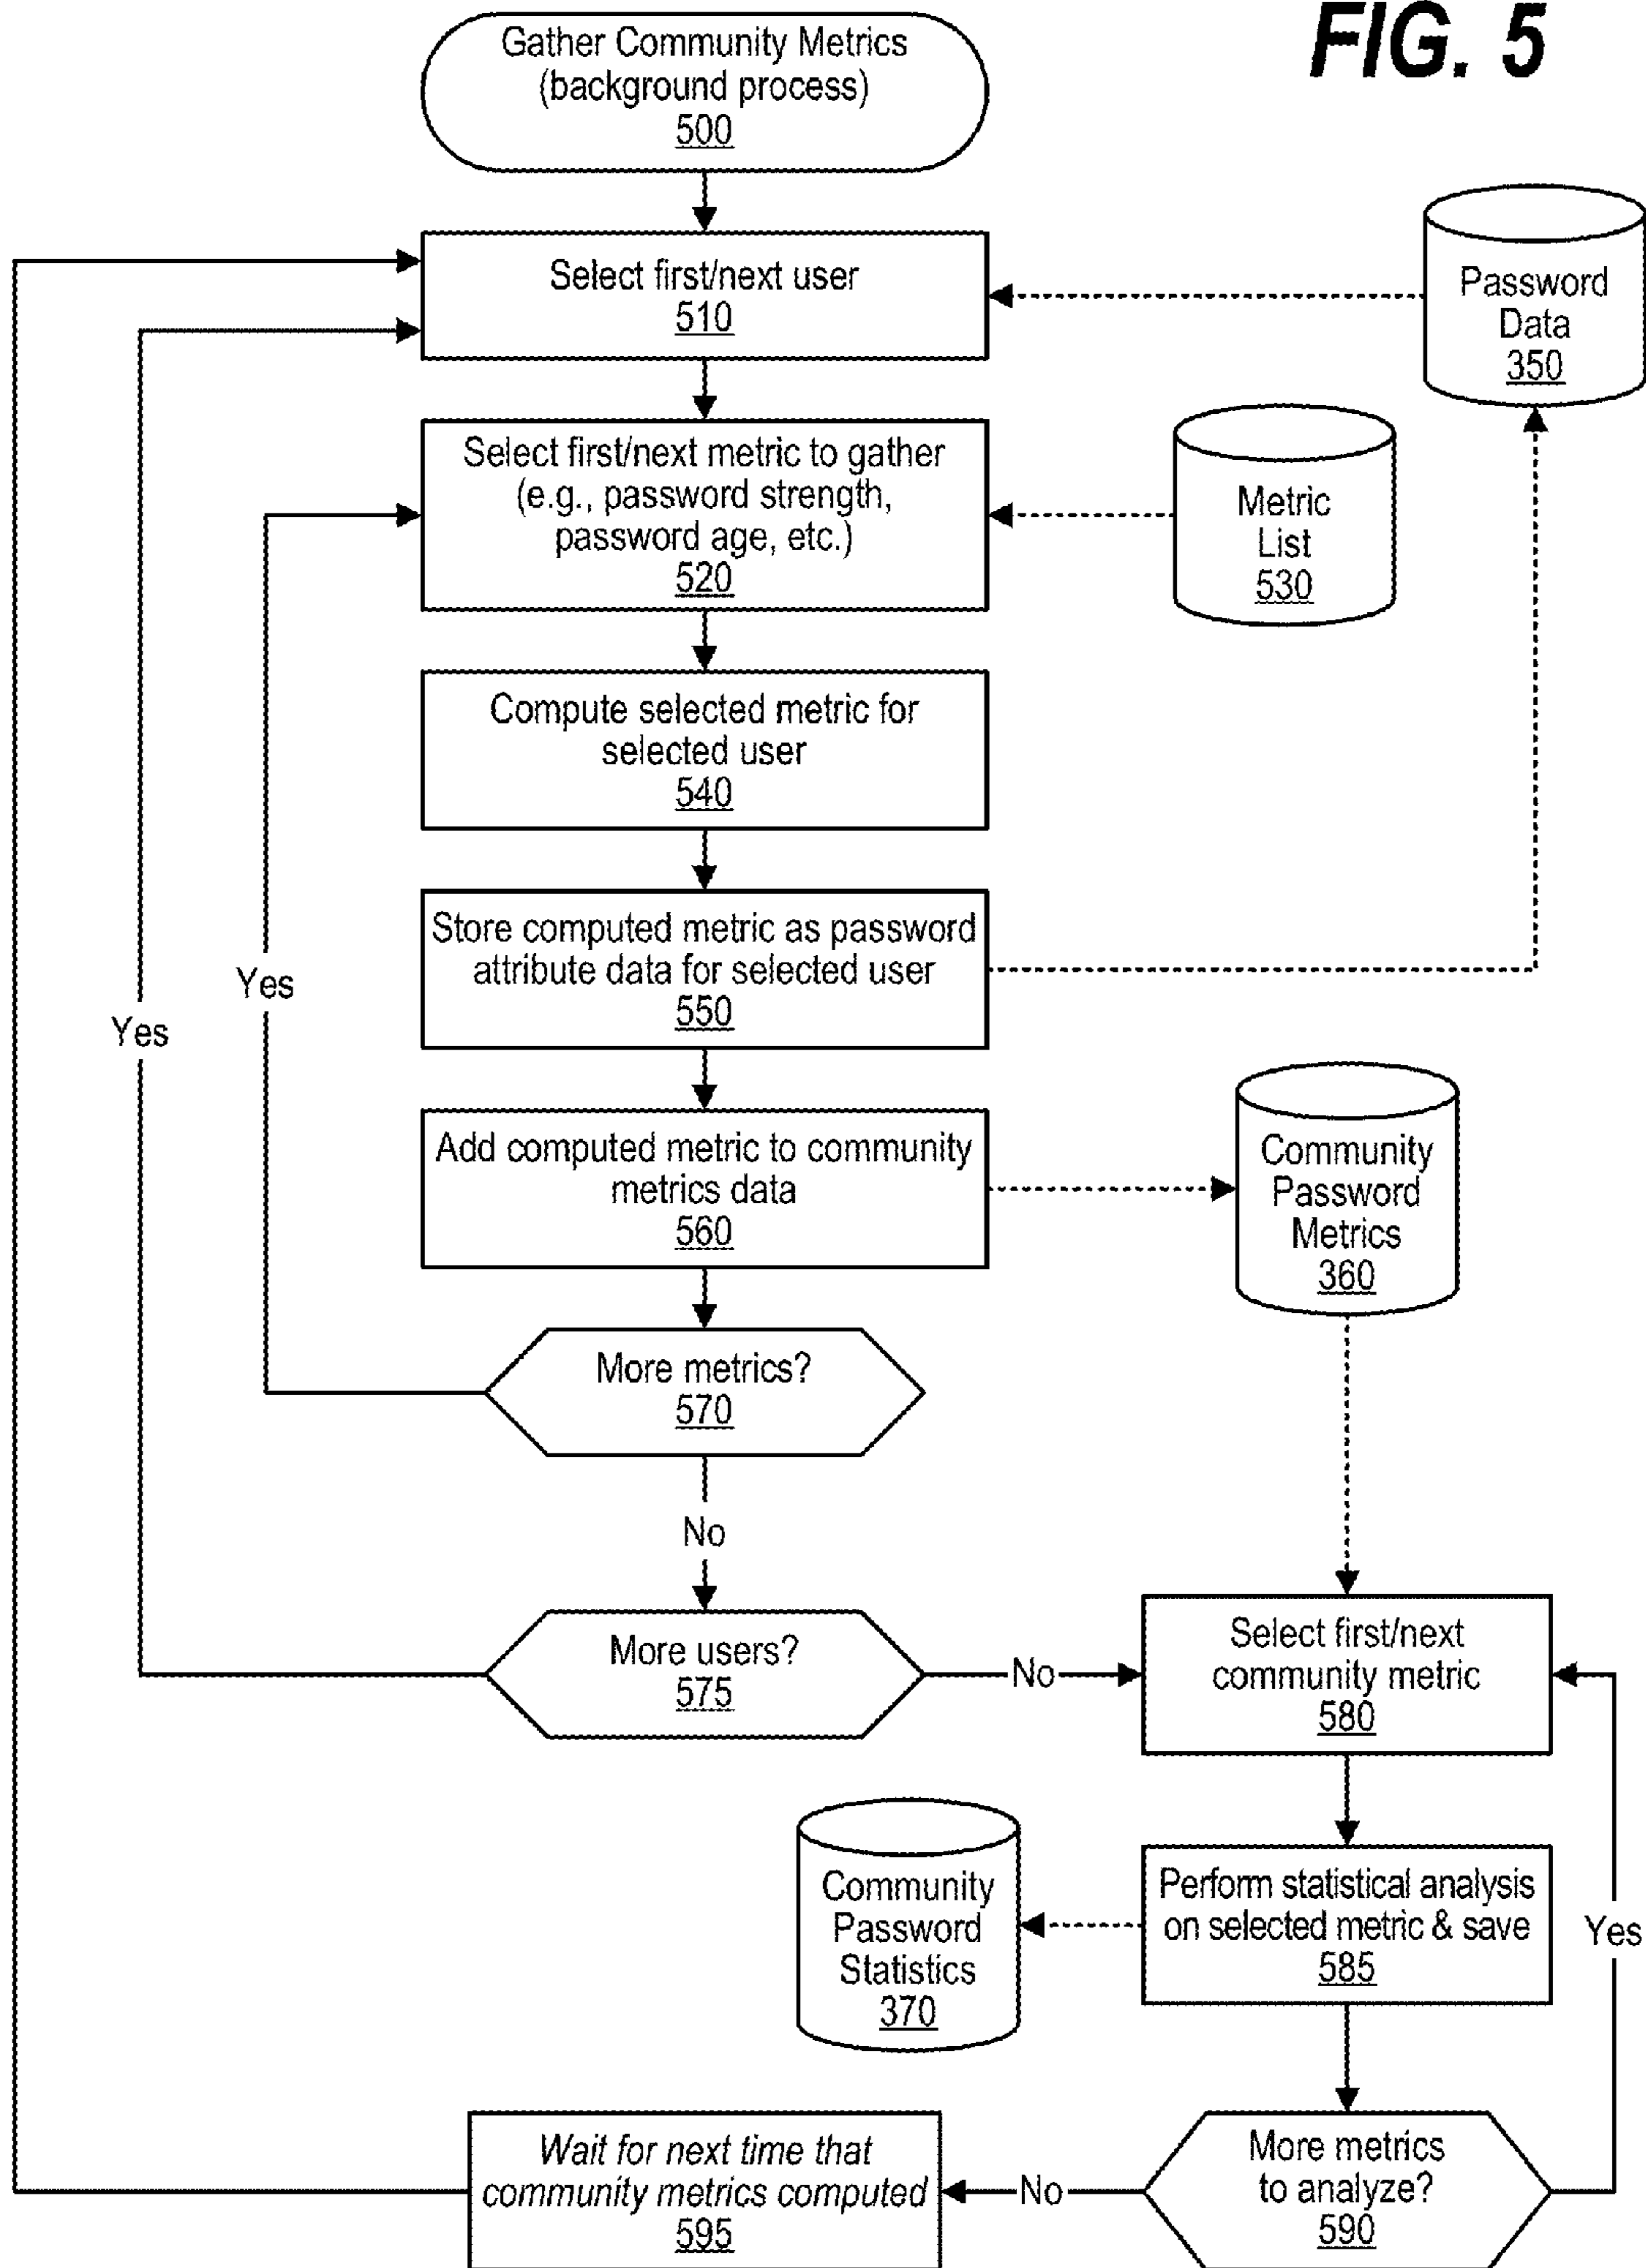 FIG. 5
Gather Community Metrics
(background process)
500
Select first/next user
510
Password
Data
350
Select first/next metric to gather
(e.g., password strength,
password age, etc.)
520
Metric
List
530
Compute selected metric for
selected user
540
Store computed metric as password
attribute data for selected user
550
Yes
Yes
Add computed metric to community
metrics data
560
Community
Password
Metrics
360
More metrics?
570
No
More users?
575
No
Select first/next
community metric
580
Community
Password
Statistics
370
Perform statistical analysis
on selected metric & save
585
Yes
Wait for next time that
community metrics computed
595
No
More metrics
to analyze?
590